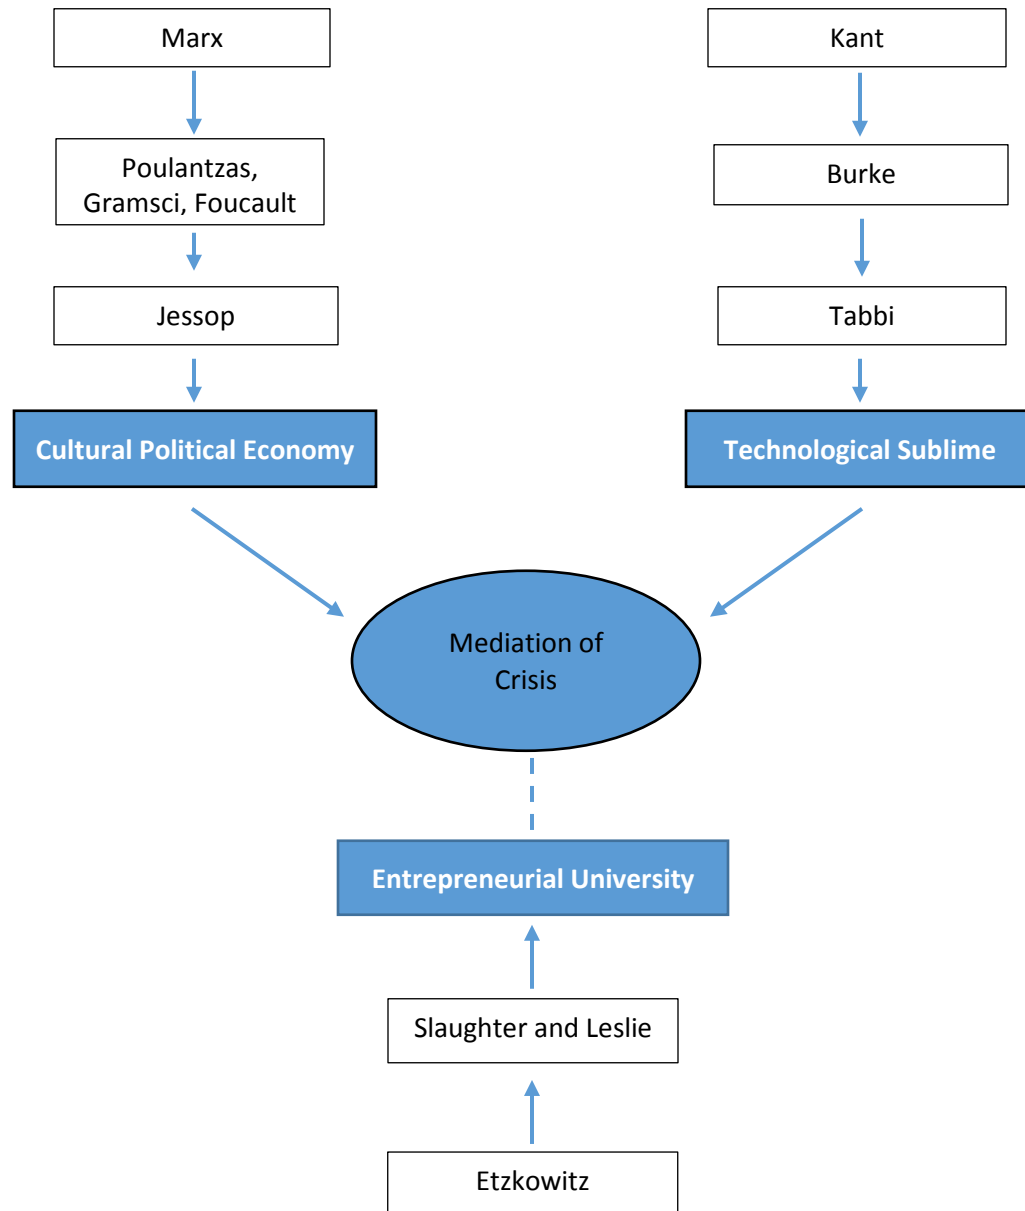 Marx
Kant
Poulantzas,
Gramsci, Foucault
Burke
Jessop
Tabbi
Cultural Political Economy
Technological Sublime
Mediation of
Crisis
Entrepreneurial University
Slaughter and Leslie
Etzkowitz